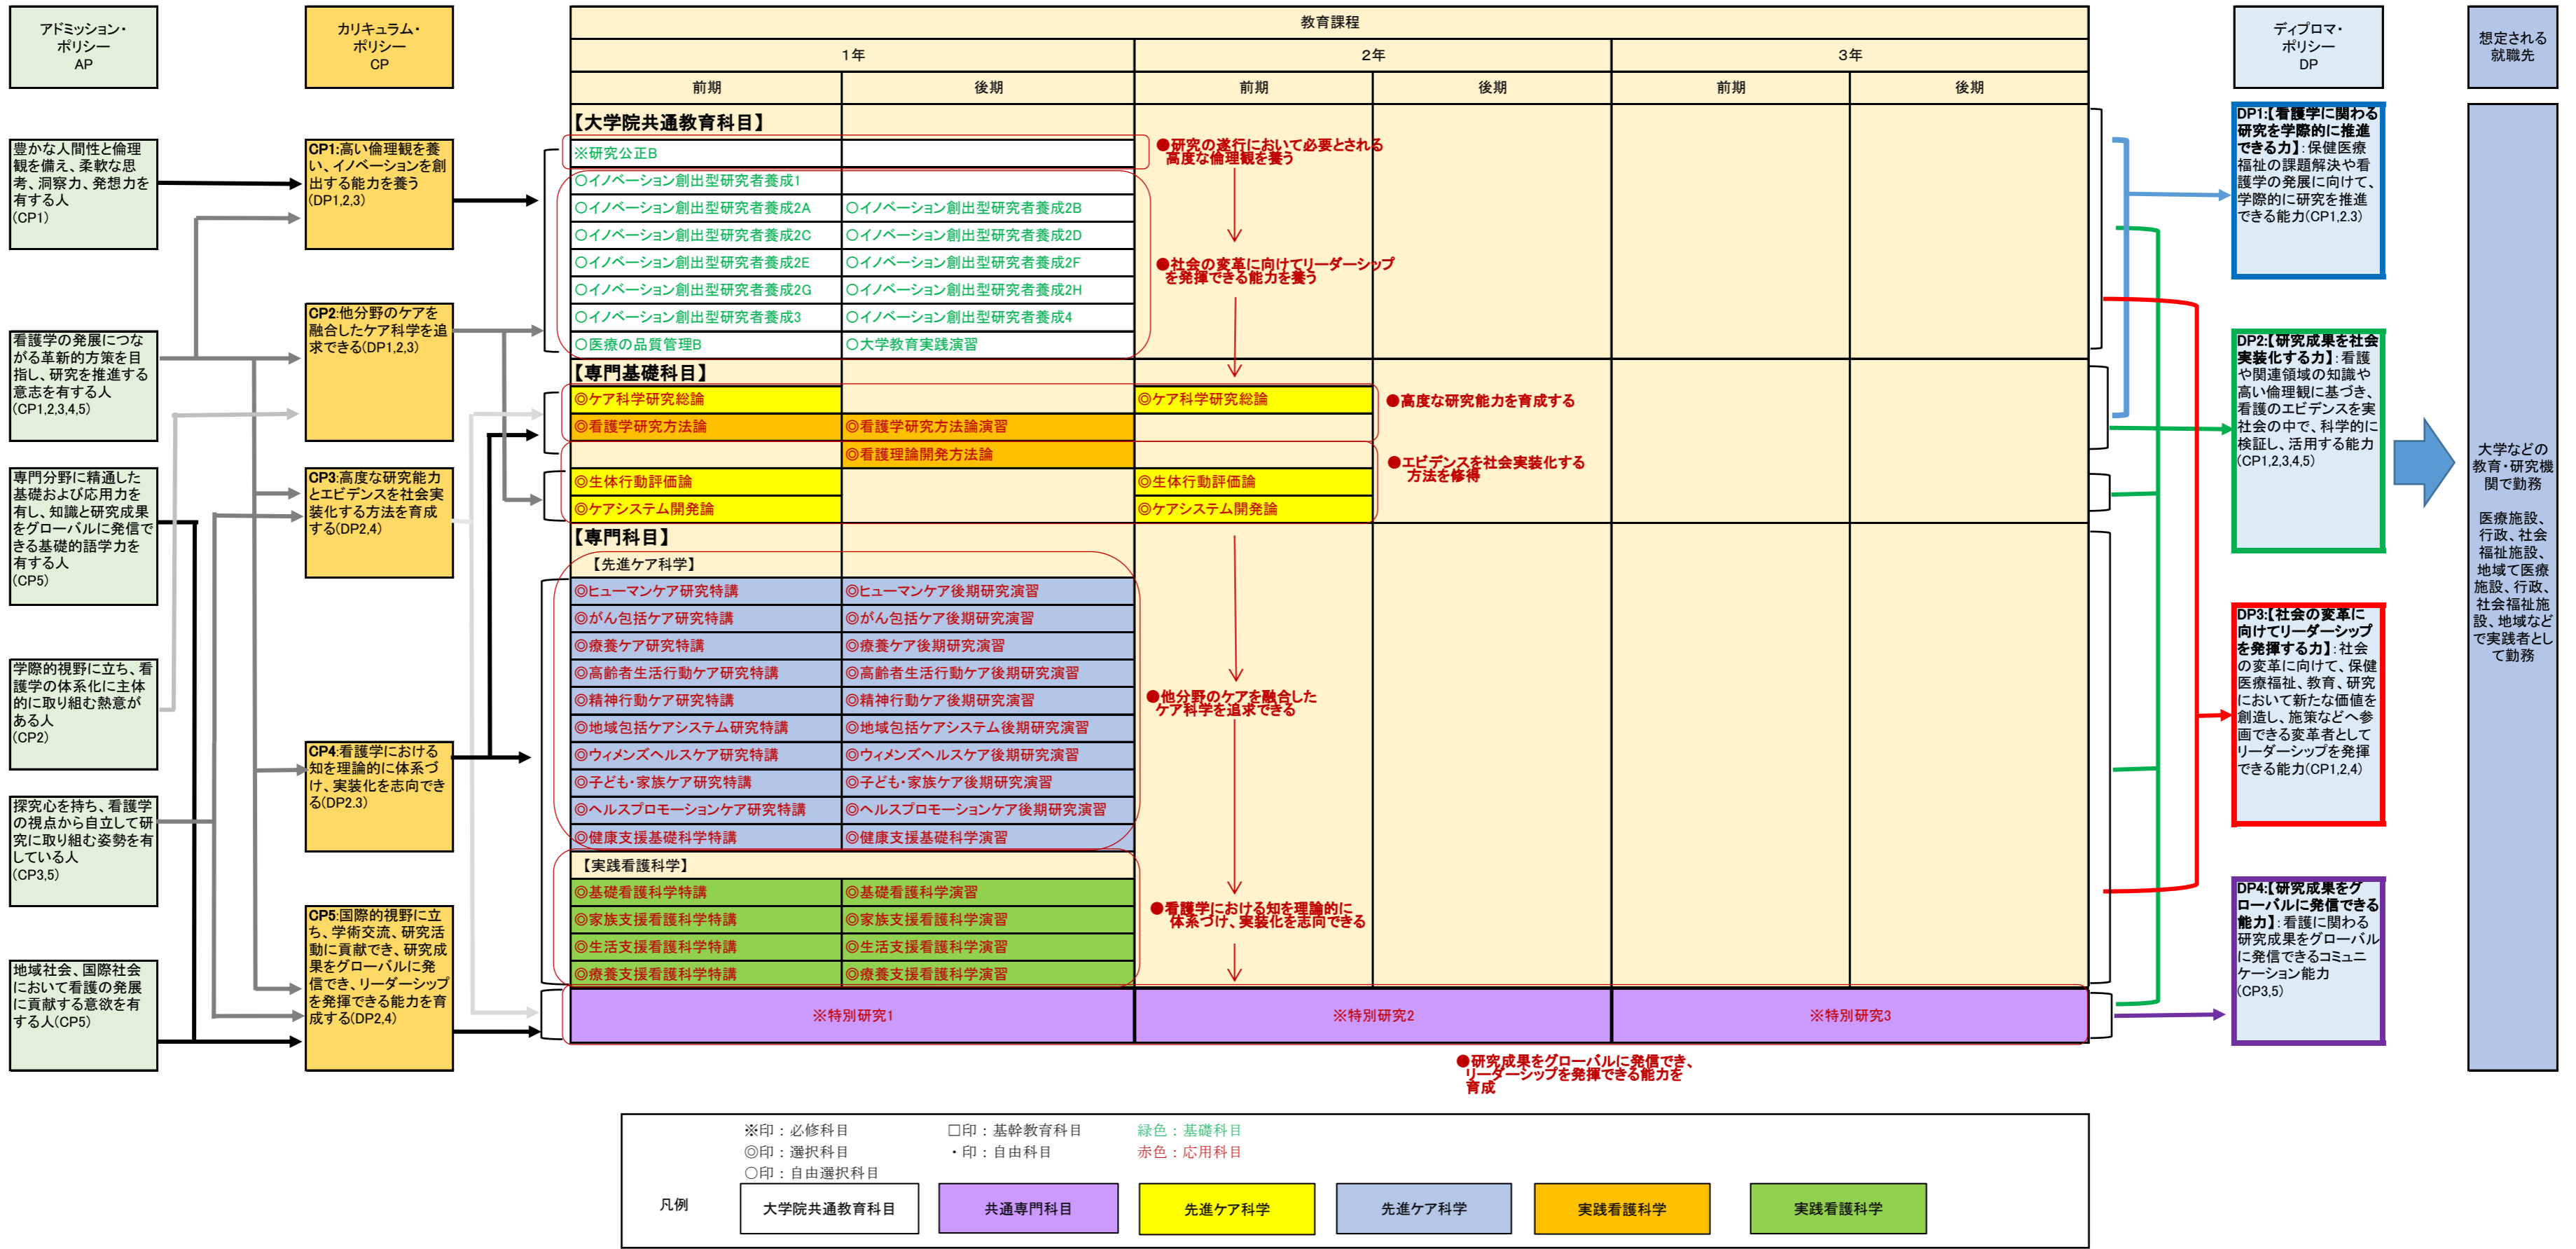 アドミッション・
ポリシー
AP
カリキュラム・
ポリシー
CP
教育課程
1年
2年
3年
前期
後期
前期
後期
前期
後期
ディプロマ・
ポリシー
DP
想定される
就職先
豊かな人間性と倫理
観を備え、柔軟な思
考、洞察力、発想力を
有する人
(CP1)
看護学の発展につな
がる革新的方策を目
指し、研究を推進する
意志を有する人
(CP1,2,3,4,5)
専門分野に精通した
基礎および応用力を
有し、知識と研究成果
をグローバルに発信で
きる基礎的語学力を
有する人
(CP5)
学際的視野に立ち、看
護学の体系化に主体
的に取り組む熱意が
ある人
(CP2)
探究心を持ち、看護学
の視点から自立して研
究に取り組む姿勢を有
している人
(CP3,5)
地域社会、国際社会
において看護の発展
に貢献する意欲を有
する人(CP5)
CP1:高い倫理観を養
い、イノベーションを創
出する能力を養う
(DP1,2,3)
CP2:他分野のケアを
融合したケア科学を追
求できる(DP1,2,3)
CP3:高度な研究能力
とエビデンスを社会実
装化する方法を育成
する(DP2,4)
CP4:看護学における
知を理論的に体系づ
け、実装化を志向でき
る(DP2.3)
CP5:国際的視野に立
ち、学術交流、研究活
動に貢献でき、研究成
果をグローバルに発
信でき、リーダーシップ
を発揮できる能力を育
成する(DP2,4)
【大学院共通教育科目】
※研究公正B
〇イノベーション創出型研究者養成1
〇イノベーション創出型研究者養成2A
〇イノベーション創出型研究者養成2B
〇イノベーション創出型研究者養成2C
〇イノベーション創出型研究者養成2D
〇イノベーション創出型研究者養成2E
〇イノベーション創出型研究者養成2F
〇イノベーション創出型研究者養成2G
〇イノベーション創出型研究者養成2H
〇イノベーション創出型研究者養成3
〇イノベーション創出型研究者養成4
〇医療の品質管理B
〇大学教育実践演習
●研究の遂行において必要とされる
高度な倫理観を養う
●社会の変革に向けてリーダーシップ
を発揮できる能力を養う
【専門基礎科目】
◎ケア科学研究総論
◎ケア科学研究総論
◎看護学研究方法論
◎看護学研究方法論演習
◎看護理論開発方法論
◎生体行動評価論
◎生体行動評価論
◎ケアシステム開発論
◎ケアシステム開発論
●高度な研究能力を育成する
●エビデンスを社会実装化する
方法を修得
【専門科目】
【先進ケア科学】
◎ヒューマンケア研究特講
◎ヒューマンケア後期研究演習
◎がん包括ケア研究特講
◎がん包括ケア後期研究演習
◎療養ケア研究特講
◎療養ケア後期研究演習
◎高齢者生活行動ケア研究特講
◎高齢者生活行動ケア後期研究演習
◎精神行動ケア研究特講
◎精神行動ケア後期研究演習
◎地域包括ケアシステム研究特講
◎地域包括ケアシステム後期研究演習
◎ウィメンズヘルスケア研究特講
◎ウィメンズヘルスケア後期研究演習
◎子ども・家族ケア研究特講
◎子ども・家族ケア後期研究演習
◎ヘルスプロモーションケア研究特講
◎ヘルスプロモーションケア後期研究演習
◎健康支援基礎科学特講
◎健康支援基礎科学演習
●他分野のケアを融合した
ケア科学を追求できる
【実践看護科学】
◎基礎看護科学特講
◎基礎看護科学演習
◎家族支援看護科学特講
◎家族支援看護科学演習
◎生活支援看護科学特講
◎生活支援看護科学演習
◎療養支援看護科学特講
◎療養支援看護科学演習
●看護学における知を理論的に
体系づけ、実装化を志向できる
※特別研究1
※特別研究2
※特別研究3
●研究成果をグローバルに発信でき、
リーダーシップを発揮できる能力を
育成
DP1:【看護学に関わる
研究を学際的に推進
できる力】:保健医療
福祉の課題解決や看
護学の発展に向けて、
学際的に研究を推進
できる能力(CP1,2.3)
DP2:【研究成果を社会
実装化する力】:看護
や関連領域の知識や
高い倫理観に基づき、
看護のエビデンスを実
社会の中で、科学的に
検証し、活用する能力
(CP1,2,3,4,5)
DP3:【社会の変革に
向けてリーダーシップ
を発揮する力】:社会
の変革に向けて、保健
医療福祉、教育、研究
において新たな価値を
創造し、施策などへ参
画できる変革者として
リーダーシップを発揮
できる能力(CP1,2,4)
DP4:【研究成果をグ
ローバルに発信できる
能力】:看護に関わる
研究成果をグローバル
に発信できるコミュニ
ケーション能力
(CP3,5)
大学などの
教育・研究機
関で勤務
医療施設、
行政、社会
福祉施設、
地域て医療
施設、行政、
社会福祉施
設、地域など
で実践者とし
て勤務
※印：必修科目
□印：基幹教育科目
緑色：基礎科目
◎印：選択科目
・印：自由科目
赤色：応用科目
〇印：自由選択科目
凡例
大学院共通教育科目
共通専門科目
先進ケア科学
先進ケア科学
実践看護科学
実践看護科学